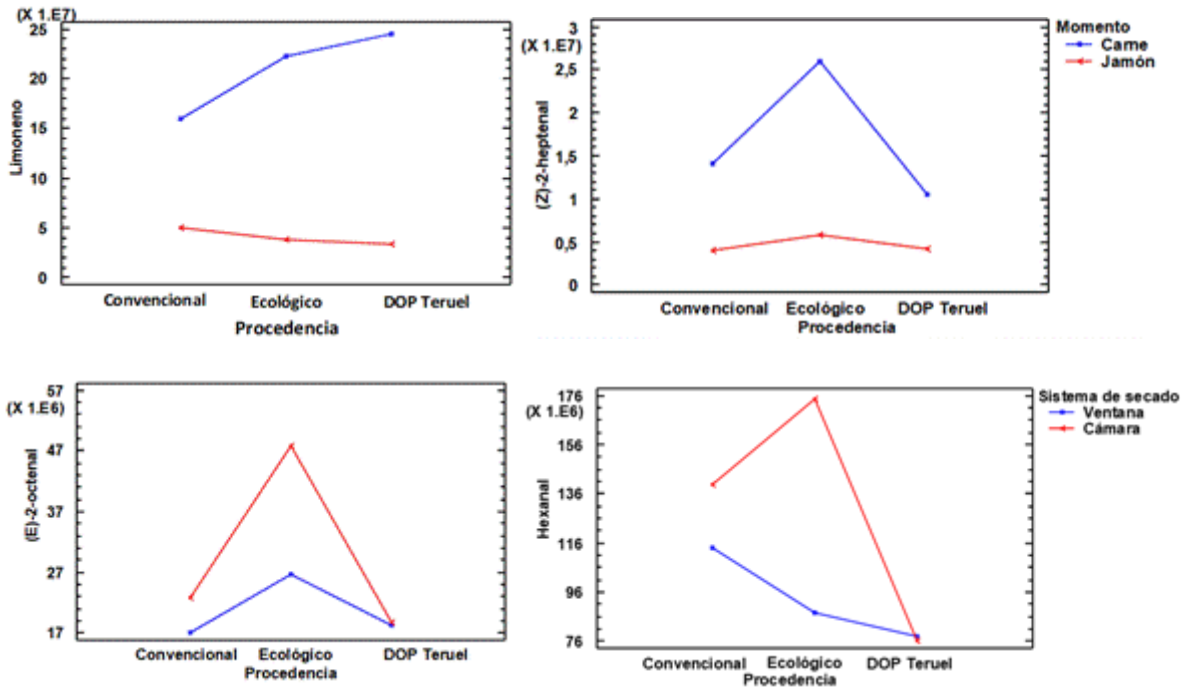 (X 1.E7)
25
20
15
10
5
0
Limoneno
Convencional Ecológico DOP Teruel
Procedencia
(X 1.E7)
3
2,5
2
1,5
1
0,5
0
(Z)-2-heptenal
Convencional Ecológico DOP Teruel
Procedencia
Momento
Carne
Jamón
57
(X 1.E6)
47
37
27
17
(E)-2-octenal
Convencional Ecológico DOP Teruel
Procedencia
176
(X 1.E6)
156
136
116
96
76
Hexanal
Convencional Ecológico DOP Teruel
Procedencia
Sistema de secado
Ventana
Cámara